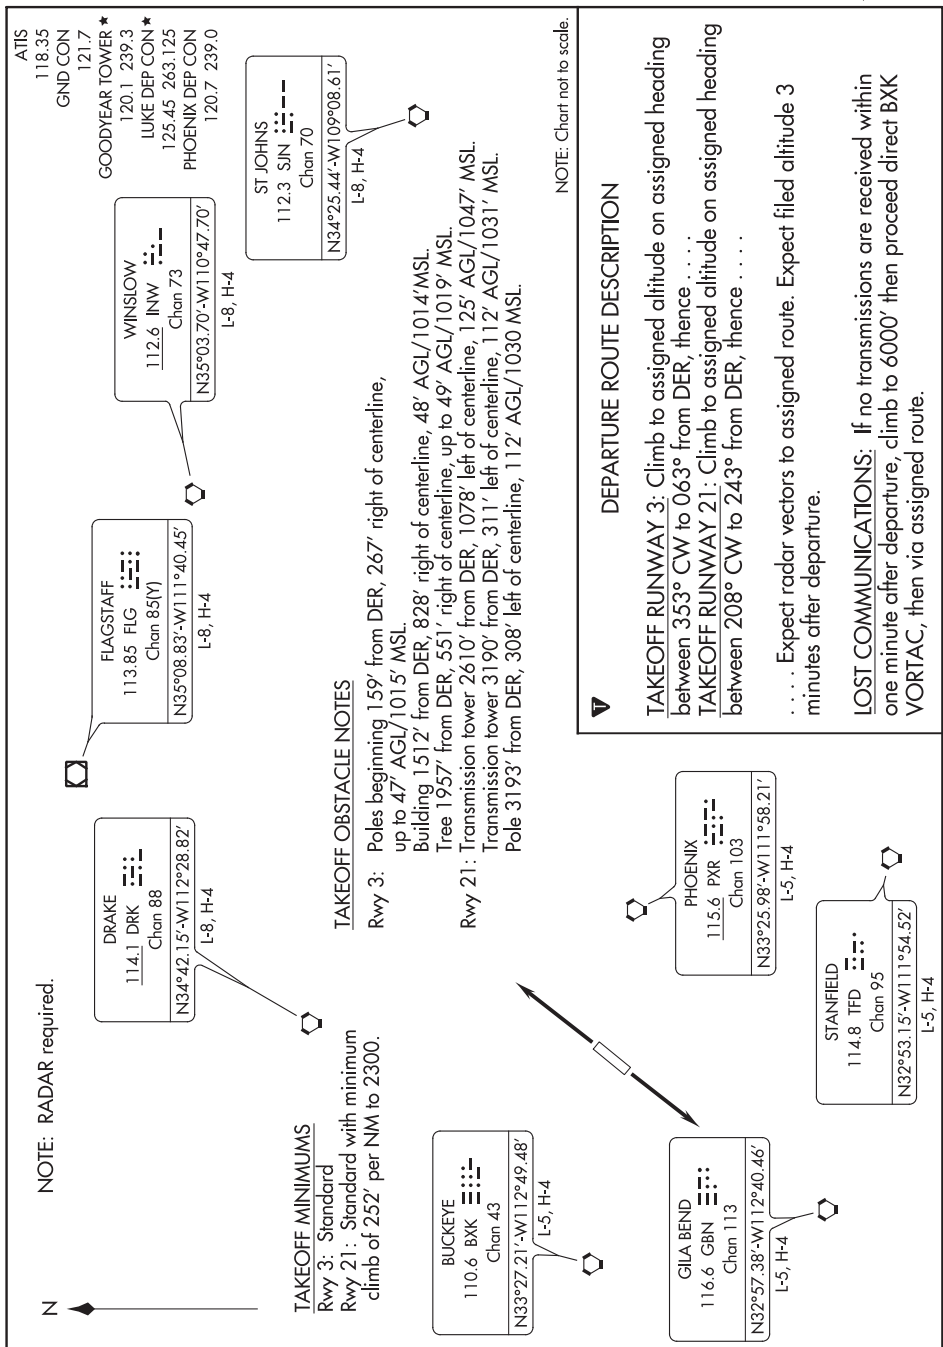 NOTE: RADAR required.
ATIS
118.35
GND CON
121.7
GOODYEAR TOWER ★
120.1 239.3
LUKE DEP CON ★
125.45 263.125
PHOENIX DEP CON
120.7 239.0
N
DRAKE
114.1 DRK
Chan 88
N34°42.15'-W112°28.82'
L-8, H-4
FLAGSTAFF
113.85 FLG
Chan 85(Y)
N35°08.83'-W111°40.45'
L-8, H-4
WINSLOW
112.6 INW
Chan 73
N35°03.70'-W110°47.70'
L-8, H-4
ST JOHNS
112.3 SJN
Chan 70
N34°25.44'-W109°08.61'
L-8, H-4
TAKEOFF MINIMUMS
Rwy 3: Standard
Rwy 21: Standard with minimum
climb of 252' per NM to 2300.
TAKEOFF OBSTACLE NOTES
Rwy 3: Poles beginning 159' from DER, 267' right of centerline,
up to 47' AGL/1015' MSL.
Building 1512' from DER, 828' right of centerline, 48' AGL/1014'MSL.
Tree 1957' from DER, 551' right of centerline, up to 49' AGL/1019' MSL.
Rwy 21: Transmission tower 2610' from DER, 1078' left of centerline, 125' AGL/1047' MSL.
Transmission tower 3190' from DER, 311' left of centerline, 112' AGL/1031' MSL.
Pole 3193' from DER, 308' left of centerline, 112' AGL/1030 MSL.
BUCKEYE
110.6 BXK
Chan 43
N33°27.21'-W112°49.48'
L-5, H-4
GILA BEND
116.6 GBN
Chan 113
N32°57.38'-W112°40.46'
L-5, H-4
PHOENIX
115.6 PXR
Chan 103
N33°25.98'-W111°58.21'
L-5, H-4
STANFIELD
114.8 TFD
Chan 95
N32°53.15'-W111°54.52'
L-5, H-4
NOTE: Chart not to scale.
T
DEPARTURE ROUTE DESCRIPTION
TAKEOFF RUNWAY 3: Climb to assigned altitude on assigned heading
between 353° CW to 063° from DER, thence . . . .
TAKEOFF RUNWAY 21: Climb to assigned altitude on assigned heading
between 208° CW to 243° from DER, thence . . . .
. . . . Expect radar vectors to assigned route. Expect filed altitude 3
minutes after departure.
LOST COMMUNICATIONS: If no transmissions are received within
one minute after departure, climb to 6000' then proceed direct BXK
VORTAC, then via assigned route.